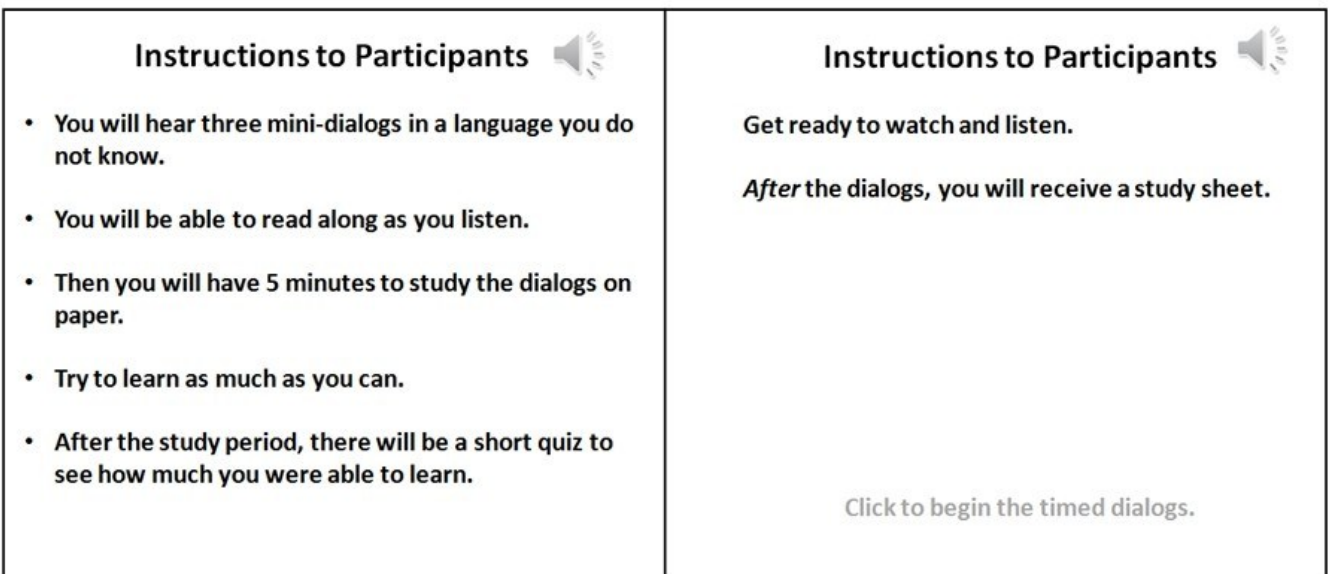 Instructions to Participants
• You will hear three mini-dialogs in a language you do
not know.
• You will be able to read along as you listen.
• Then you will have 5 minutes to study the dialogs on
paper.
• Try to learn as much as you can.
• After the study period, there will be a short quiz to
see how much you were able to learn.
Instructions to Participants
Get ready to watch and listen.
After the dialogs, you will receive a study sheet.
Click to begin the timed dialogs.